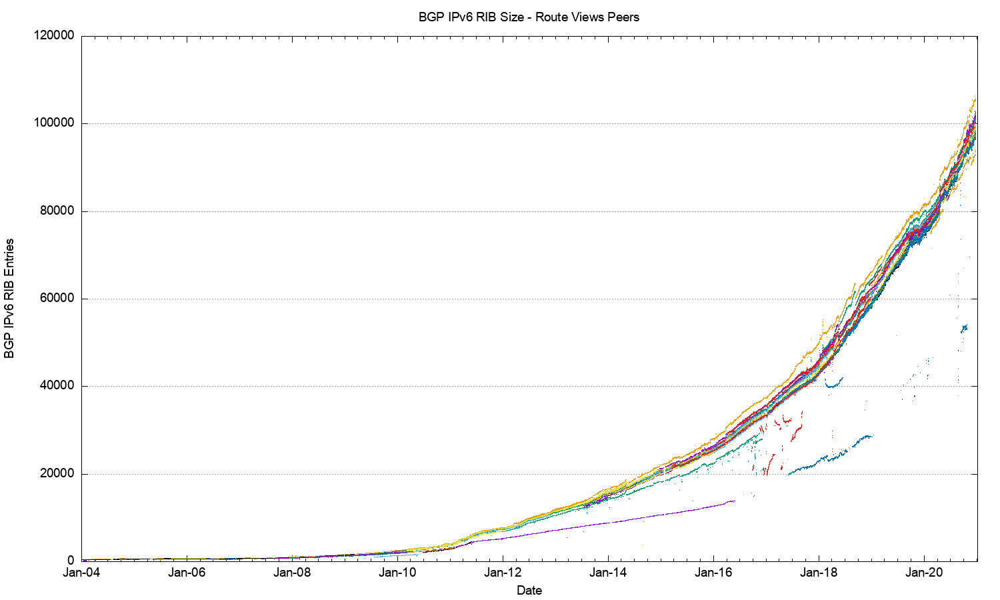 BGP IPv6 RIB Size - Route Views Peers
120000
100000
80000
60000
40000
20000
0
BGP IPv6 RIB Entries
Jan-04 Jan-06 Jan-08 Jan-10 Jan-12 Jan-14 Jan-16 Jan-18 Jan-20
Date